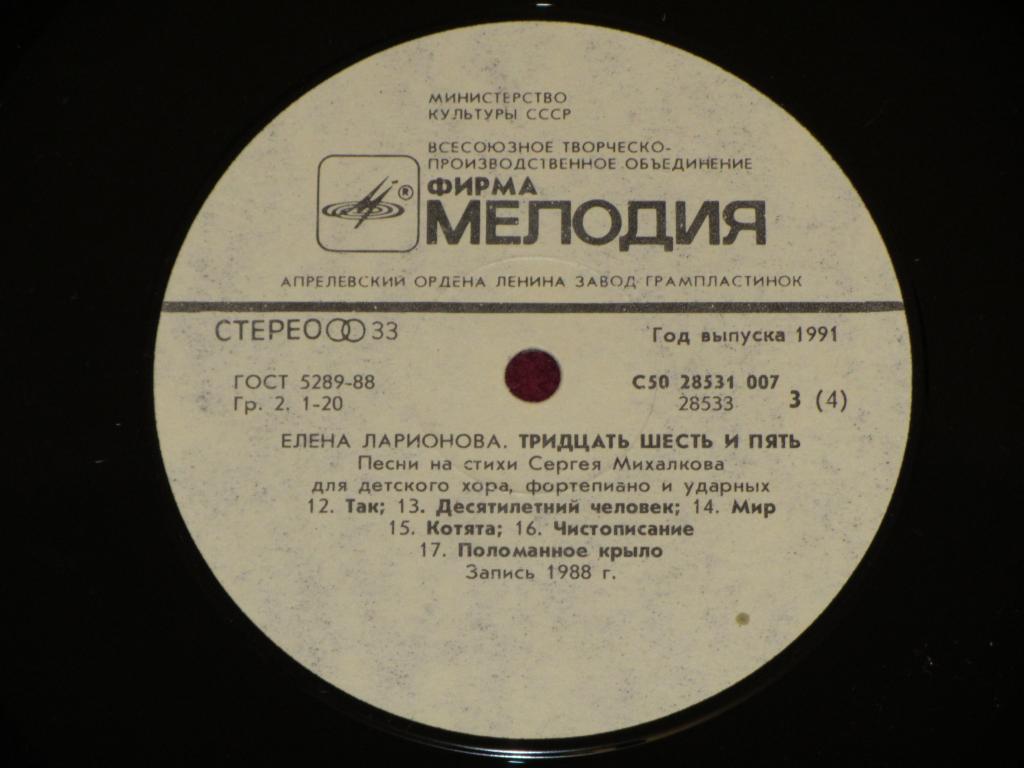 МИНИСТЕРСТВО
КУЛЬТУРЫ СССР
ВСЕСОЮЗНОЕ ТВОРЧЕСКО-
ПРОИЗВОДСТВЕННОЕ ОБЪЕДИНЕНИЕ
®
ФИРМА
МЕЛОДИЯ
АПРЕЛЕВСКИЙ ОРДЕНА ЛЕНИНА ЗАВОД ГРАМПЛАСТИНОК
СТЕРЕО 33
Год выпуска 1991
ГОСТ 5289-88
Гр. 2. 1-20
С50 28531 007
28533 3 (4)
ЕЛЕНА ЛАРИОНОВА. ТРИДЦАТЬ ШЕСТЬ И ПЯТЬ
Песни на стихи Сергея Михалкова
для детского хора, фортепиано и ударных
12. Так; 13. Десятилетний человек; 14. Мир
15. Котята; 16. Чистописание
17. Поломанное крыло
Запись 1988 г.